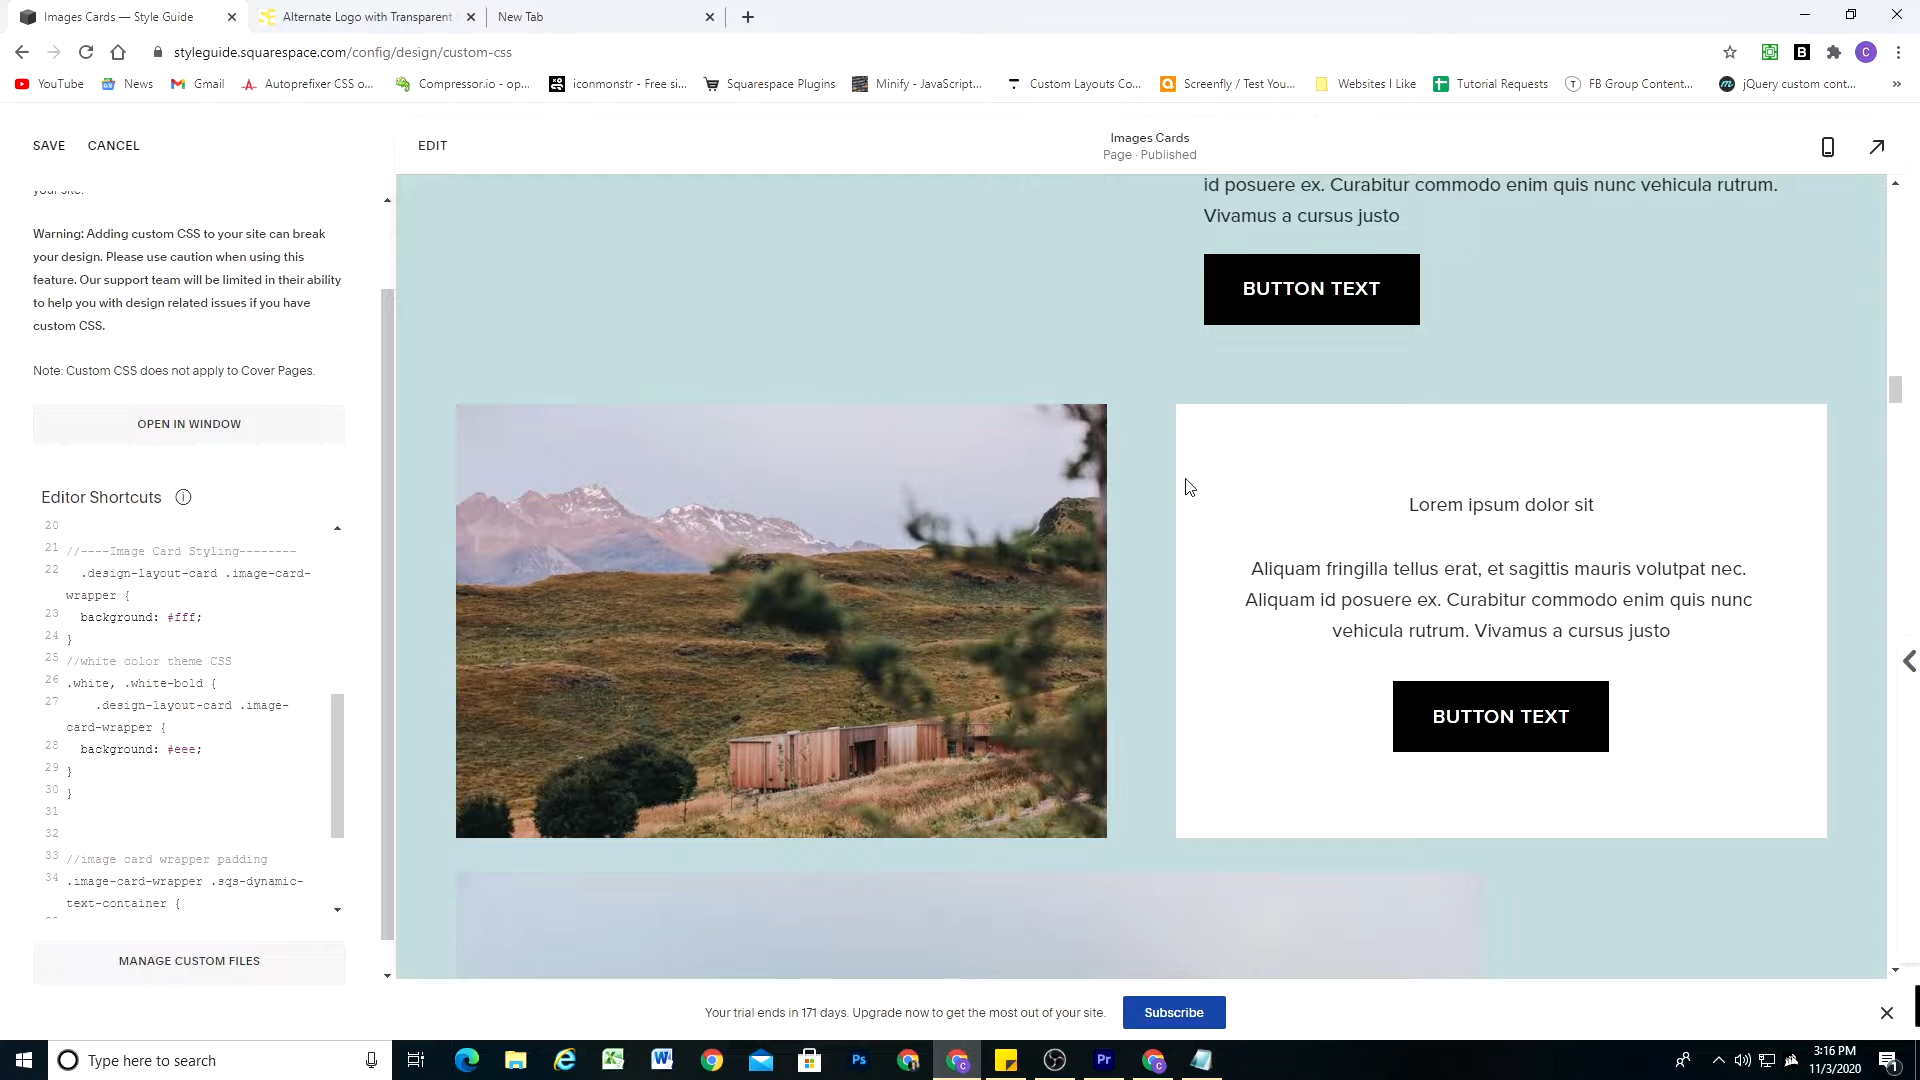 Images Cards — Style Guide
Alternate Logo with Transparent
New Tab
styleguide.squarespace.com/config/design/custom-css
YouTube
News
Gmail
Autoprefixer CSS o...
Compressor.io - op...
iconmonstr - Free si...
Squarespace Plugins
Minify - JavaScript...
Custom Layouts Co...
Screenfly / Test You...
Websites I Like
Tutorial Requests
FB Group Content...
jQuery custom cont...
SAVE
CANCEL
EDIT
Images Cards
Page · Published
your site.
Warning: Adding custom CSS to your site can break
your design. Please use caution when using this
feature. Our support team will be limited in their ability
to help you with design related issues if you have
custom CSS.
Note: Custom CSS does not apply to Cover Pages.
OPEN IN WINDOW
Editor Shortcuts
20
21 //----Image Card Styling--------
22 .design-layout-card .image-card-
wrapper {
23 background: #fff;
24 }
25 //white color theme CSS
26 .white, .white-bold {
27 .design-layout-card .image-
card-wrapper {
28 background: #eee;
29 }
30 }
31
32
33 //image card wrapper padding
34 .image-card-wrapper .sqs-dynamic-
text-container {
MANAGE CUSTOM FILES
id posuere ex. Curabitur commodo enim quis nunc vehicula rutrum.
Vivamus a cursus justo
BUTTON TEXT
Lorem ipsum dolor sit
Aliquam fringilla tellus erat, et sagittis mauris volutpat nec.
Aliquam id posuere ex. Curabitur commodo enim quis nunc
vehicula rutrum. Vivamus a cursus justo
BUTTON TEXT
Your trial ends in 171 days. Upgrade now to get the most out of your site.
Subscribe
Type here to search
3:16 PM
11/3/2020